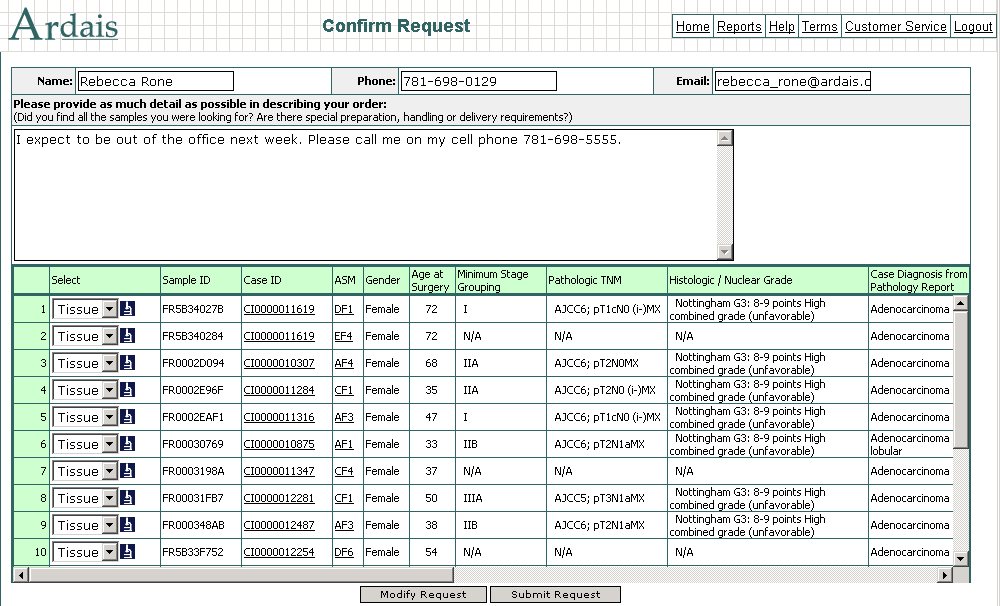 Ardais
Confirm Request
Home Reports Help Terms Customer Service Logout
Name: Rebecca Rone Phone: 781-698-0129 Email: rebecca_rone@ardais.c
Please provide as much detail as possible in describing your order:
(Did you find all the samples you were looking for? Are there special preparation, handling or delivery requirements?)
I expect to be out of the office next week. Please call me on my cell phone 781-698-5555.
Select Sample ID Case ID ASM Gender Age at Surgery Minimum Stage Grouping Pathologic TNM Histologic / Nuclear Grade Case Diagnosis from Pathology Report
1 Tissue FR5B34027B CI0000011619 DF1 Female 72 I AJCC6; pT1cN0 (i-)MX Nottingham G3: 8-9 points High combined grade (unfavorable) Adenocarcinoma
2 Tissue FR5B340284 CI0000011619 EF4 Female 72 N/A N/A N/A Adenocarcinoma
3 Tissue FR0002D094 CI0000010307 AF4 Female 68 IIA AJCC6; pT2N0MX Nottingham G3: 8-9 points High combined grade (unfavorable) Adenocarcinoma
4 Tissue FR0002E96F CI0000011284 CF1 Female 35 IIA AJCC6; pT2N0 (i-)MX Nottingham G3: 8-9 points High combined grade (unfavorable) Adenocarcinoma
5 Tissue FR0002EAF1 CI0000011316 AF3 Female 47 I AJCC6; pT1cN0 (i-)MX Nottingham G3: 8-9 points High combined grade (unfavorable) Adenocarcinoma
6 Tissue FR00030769 CI0000010875 AF1 Female 33 IIB AJCC6; pT2N1aMX Nottingham G3: 8-9 points High combined grade (unfavorable) Adenocarcinoma lobular
7 Tissue FR0003198A CI0000011347 CF4 Female 37 N/A N/A N/A Adenocarcinoma
8 Tissue FR00031FB7 CI0000012281 CF1 Female 50 IIIA AJCC5; pT3N1aMX Nottingham G3: 8-9 points High combined grade (unfavorable) Adenocarcinoma
9 Tissue FR000348AB CI0000012487 AF3 Female 38 IIB AJCC6; pT2N1aMX Nottingham G3: 8-9 points High combined grade (unfavorable) Adenocarcinoma
10 Tissue FR5B33F752 CI0000012254 DF6 Female 54 N/A N/A N/A Adenocarcinoma
Modify Request Submit Request